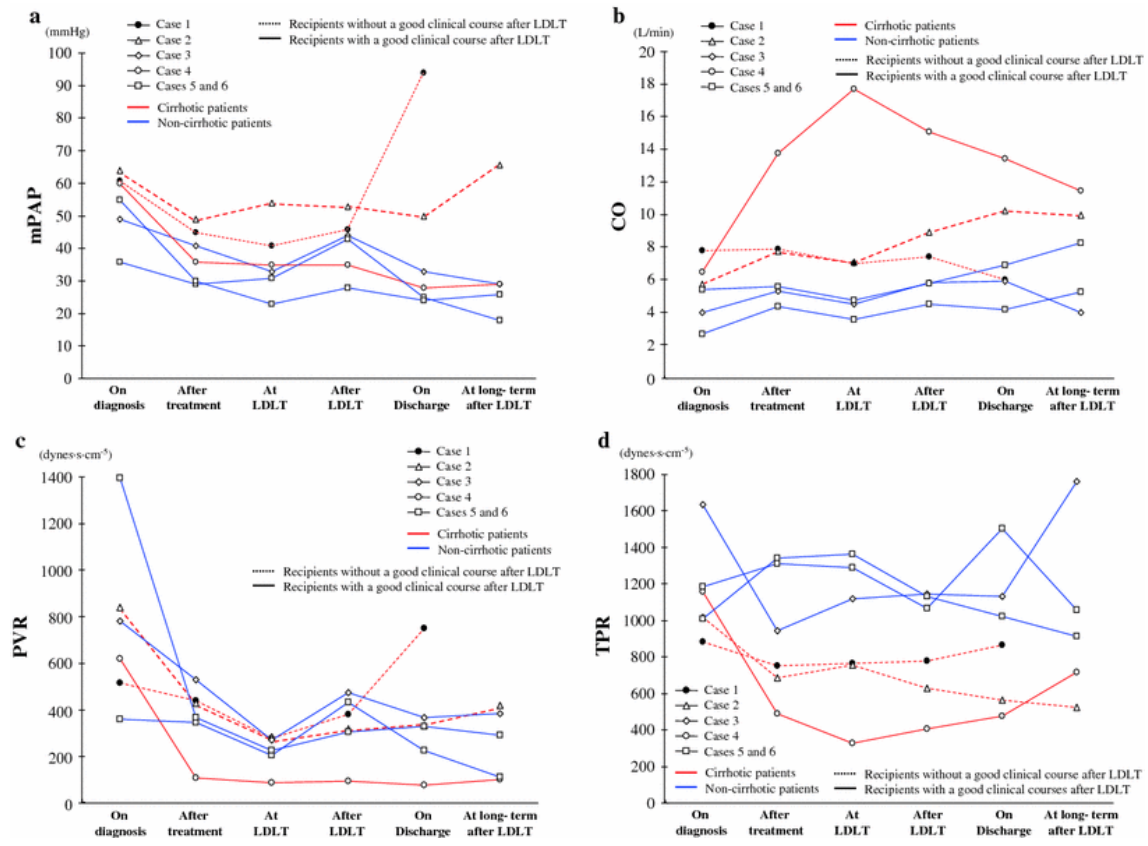 a
(mmHg)
Case 1
Case 2
Case 3
Case 4
Cases 5 and 6
Cirrhotic patients
Non-cirrhotic patients
Recipients without a good clinical course after LDLT
Recipients with a good clinical course after LDLT
mPAP
100
90
80
70
60
50
40
30
20
10
0
On diagnosis
After treatment
At LDLT
After LDLT
On Discharge
At long- term after LDLT
b
(L/min)
Case 1
Case 2
Case 3
Case 4
Cases 5 and 6
Cirrhotic patients
Non-cirrhotic patients
Recipients without a good clinical course after LDLT
Recipients with a good clinical course after LDLT
CO
20
18
16
14
12
10
8
6
4
2
0
On diagnosis
After treatment
At LDLT
After LDLT
On Discharge
At long- term after LDLT
c
(dynes·s·cm-5)
Case 1
Case 2
Case 3
Case 4
Cases 5 and 6
Cirrhotic patients
Non-cirrhotic patients
Recipients without a good clinical course after LDLT
Recipients with a good clinical course after LDLT
PVR
1400
1200
1000
800
600
400
200
0
On diagnosis
After treatment
At LDLT
After LDLT
On Discharge
At long- term after LDLT
d
(dynes·s·cm-5)
TPR
1800
1600
1400
1200
1000
800
600
400
200
0
Case 1
Case 2
Case 3
Case 4
Cases 5 and 6
Cirrhotic patients
Non-cirrhotic patients
Recipients without a good clinical course after LDLT
Recipients with a good clinical courses after LDLT
On diagnosis
After treatment
At LDLT
After LDLT
On Discharge
At long- term after LDLT